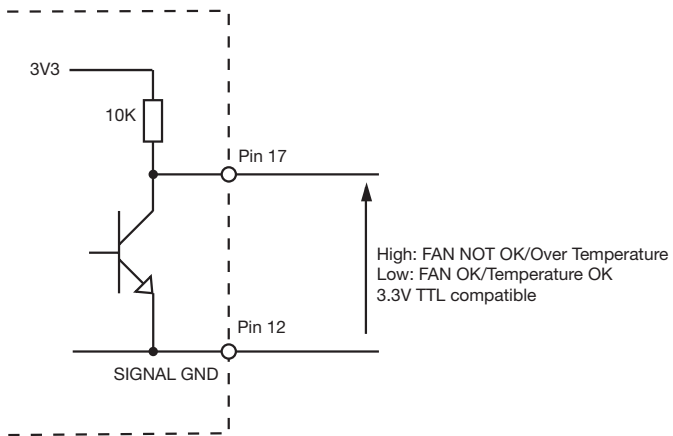 3V3
10K
Pin 17
High: FAN NOT OK/Over Temperature
Low: FAN OK/Temperature OK
3.3V TTL compatible
Pin 12
SIGNAL GND